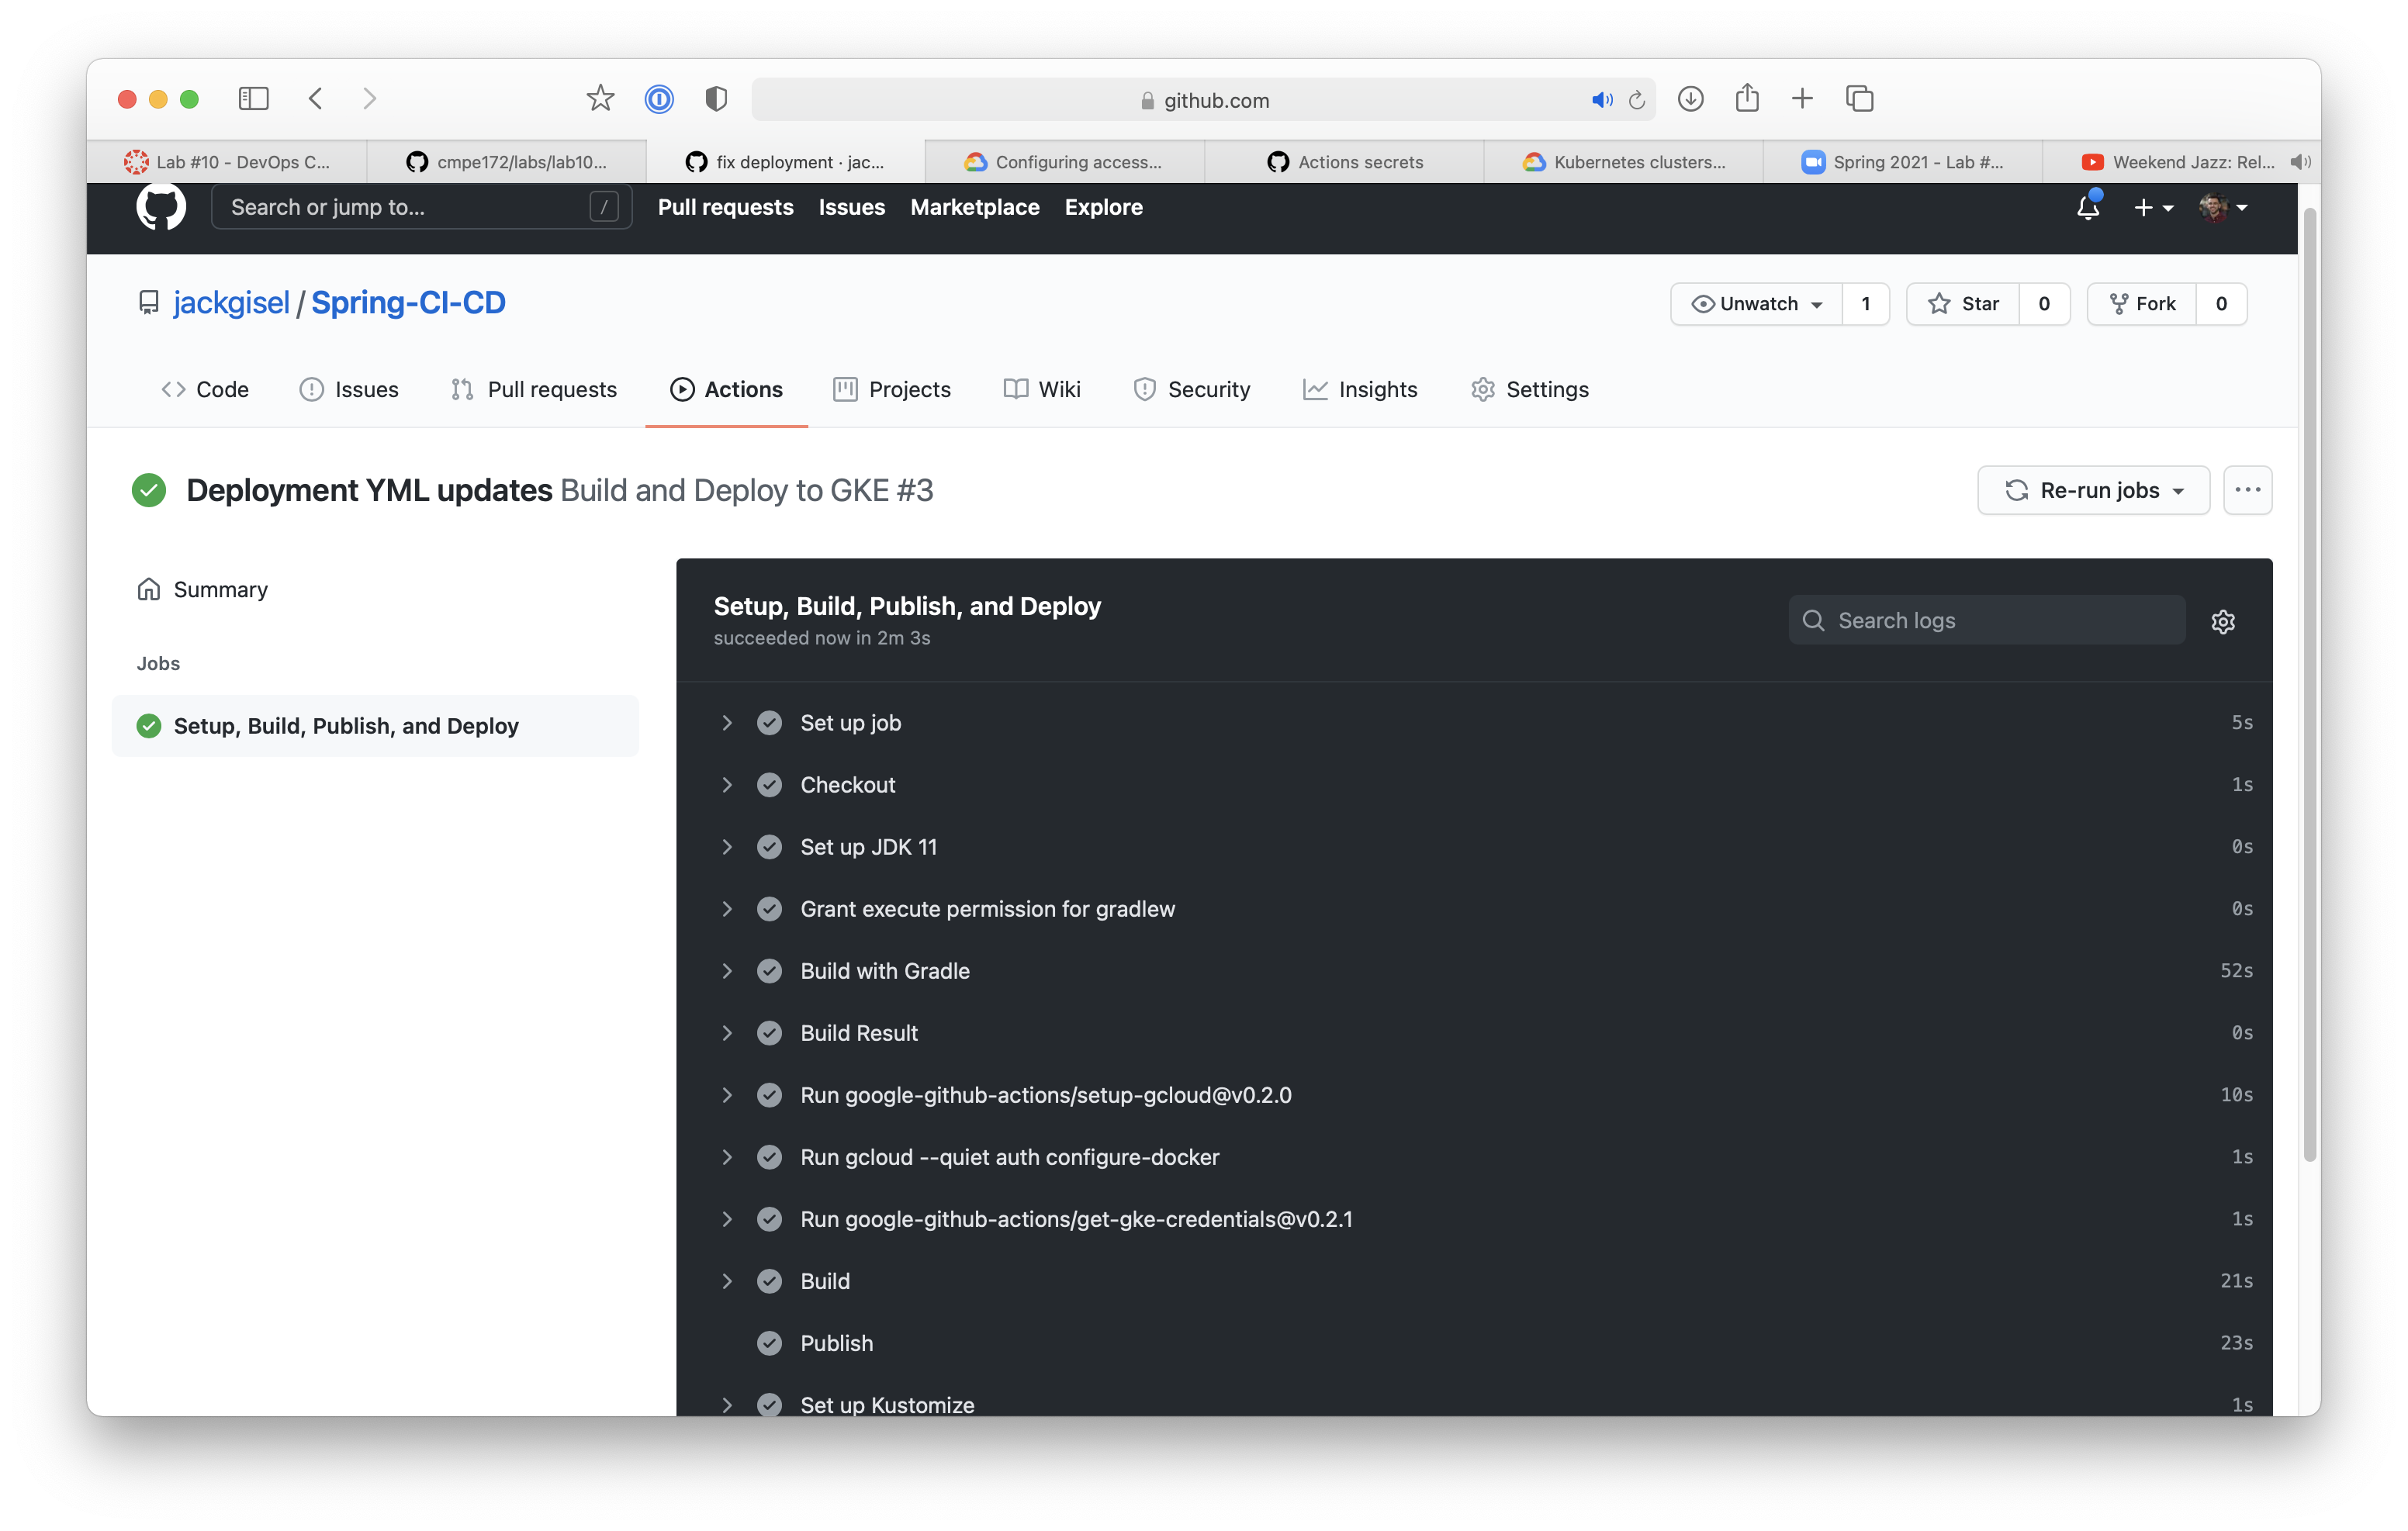 github.com
Lab #10 - DevOps C...
cmpe172/labs/lab10...
fix deployment · jac...
Configuring access...
Actions secrets
Kubernetes clusters...
Spring 2021 - Lab #...
Weekend Jazz: Rel...
Search or jump to... /
Pull requests Issues Marketplace Explore
jackgisel / Spring-CI-CD
Unwatch 1 Star 0 Fork 0
Code Issues Pull requests Actions Projects Wiki Security Insights Settings
Deployment YML updates Build and Deploy to GKE #3
Re-run jobs
Summary
Jobs
Setup, Build, Publish, and Deploy
Setup, Build, Publish, and Deploy
succeeded now in 2m 3s
Search logs
Set up job 5s
Checkout 1s
Set up JDK 11 0s
Grant execute permission for gradlew 0s
Build with Gradle 52s
Build Result 0s
Run google-github-actions/setup-gcloud@v0.2.0 10s
Run gcloud --quiet auth configure-docker 1s
Run google-github-actions/get-gke-credentials@v0.2.1 1s
Build 21s
Publish 23s
Set up Kustomize 1s